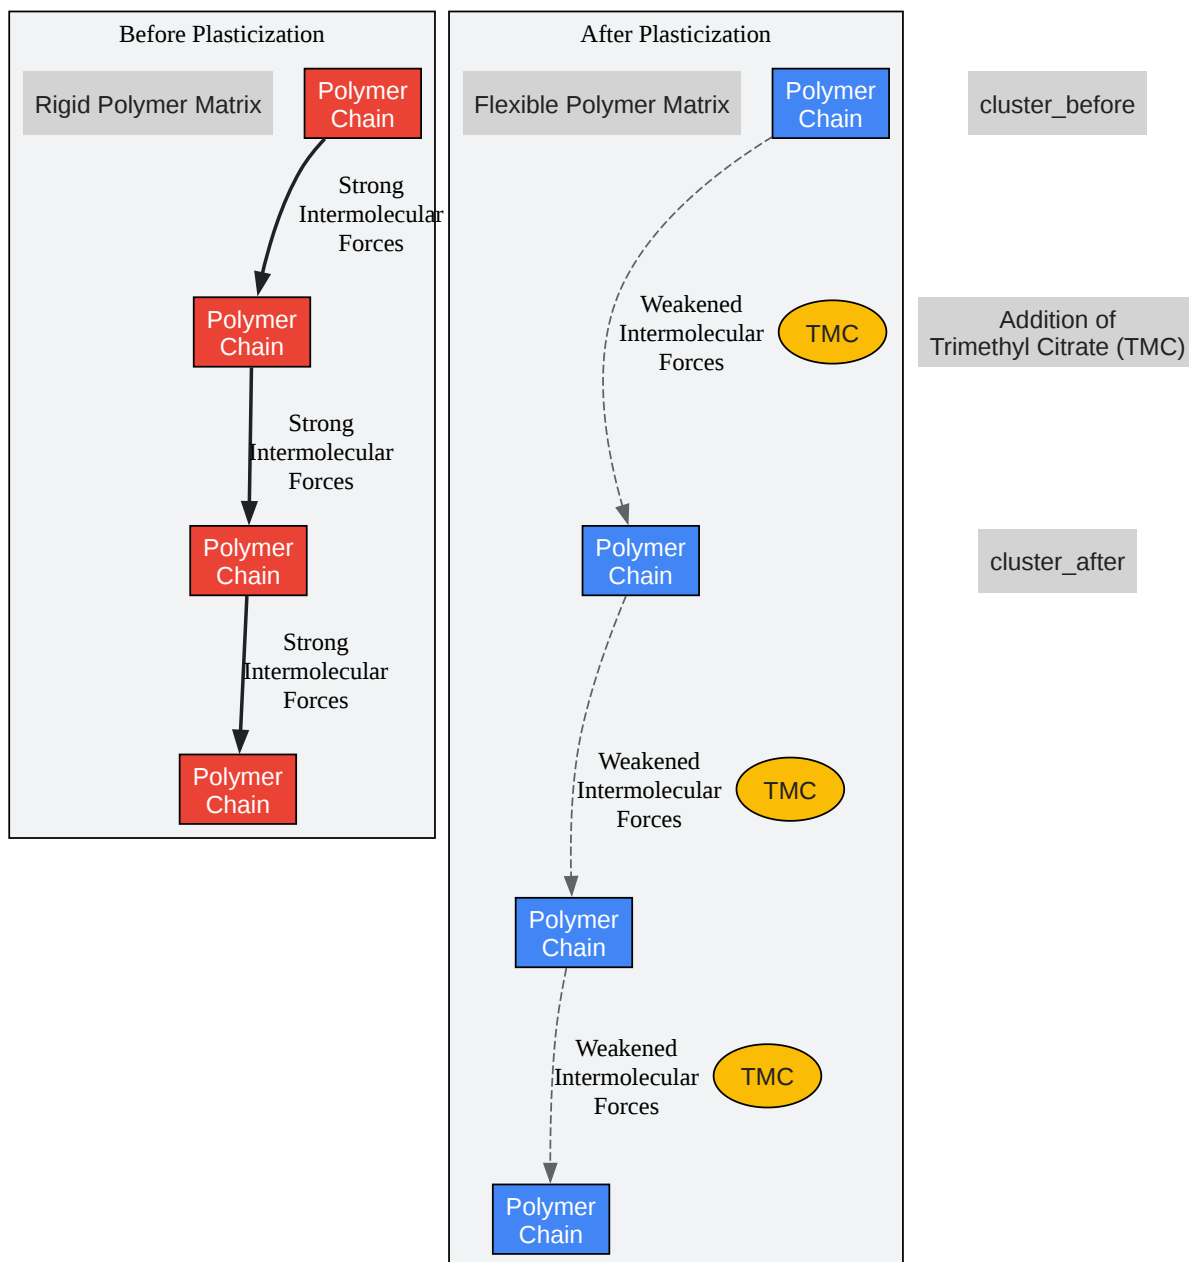 Before Plasticization
Rigid Polymer Matrix
Polymer
Chain
Strong
Intermolecular
Forces
Polymer
Chain
Strong
Intermolecular
Forces
Polymer
Chain
Strong
Intermolecular
Forces
Polymer
Chain
After Plasticization
Flexible Polymer Matrix
Polymer
Chain
Weakened
Intermolecular
Forces
TMC
Polymer
Chain
Weakened
Intermolecular
Forces
TMC
Polymer
Chain
Weakened
Intermolecular
Forces
TMC
Polymer
Chain
cluster_before
Addition of
Trimethyl Citrate (TMC)
cluster_after